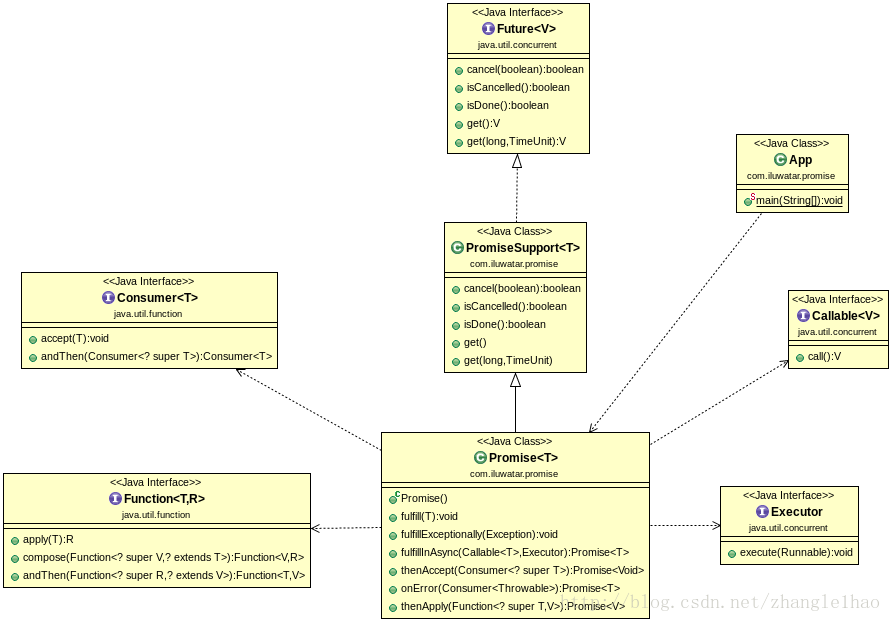 <<Java Interface>>
Future<V>
java.util.concurrent
cancel(boolean):boolean
isCancelled():boolean
isDone():boolean
get():V
get(long,TimeUnit):V
<<Java Class>>
App
com.iluwatar.promise
main(String[]):void
<<Java Class>>
PromiseSupport<T>
com.iluwatar.promise
cancel(boolean):boolean
isCancelled():boolean
isDone():boolean
get()
get(long,TimeUnit)
<<Java Interface>>
Consumer<T>
java.util.function
accept(T):void
andThen(Consumer<? super T>):Consumer<T>
<<Java Interface>>
Callable<V>
java.util.concurrent
call():V
<<Java Class>>
Promise<T>
com.iluwatar.promise
Promise()
fulfill(T):void
fulfillExceptionally(Exception):void
fulfillInAsync(Callable<T>,Executor):Promise<T>
thenAccept(Consumer<? super T>):Promise<Void>
onError(Consumer<Throwable>):Promise<T>
thenApply(Function<? super T,V>):Promise<V>
<<Java Interface>>
Function<T,R>
java.util.function
apply(T):R
compose(Function<? super V,? extends T>):Function<V,R>
andThen(Function<? super R,? extends V>):Function<T,V>
<<Java Interface>>
Executor
java.util.concurrent
execute(Runnable):void
http://blog.csdn.net/zhangle1hao